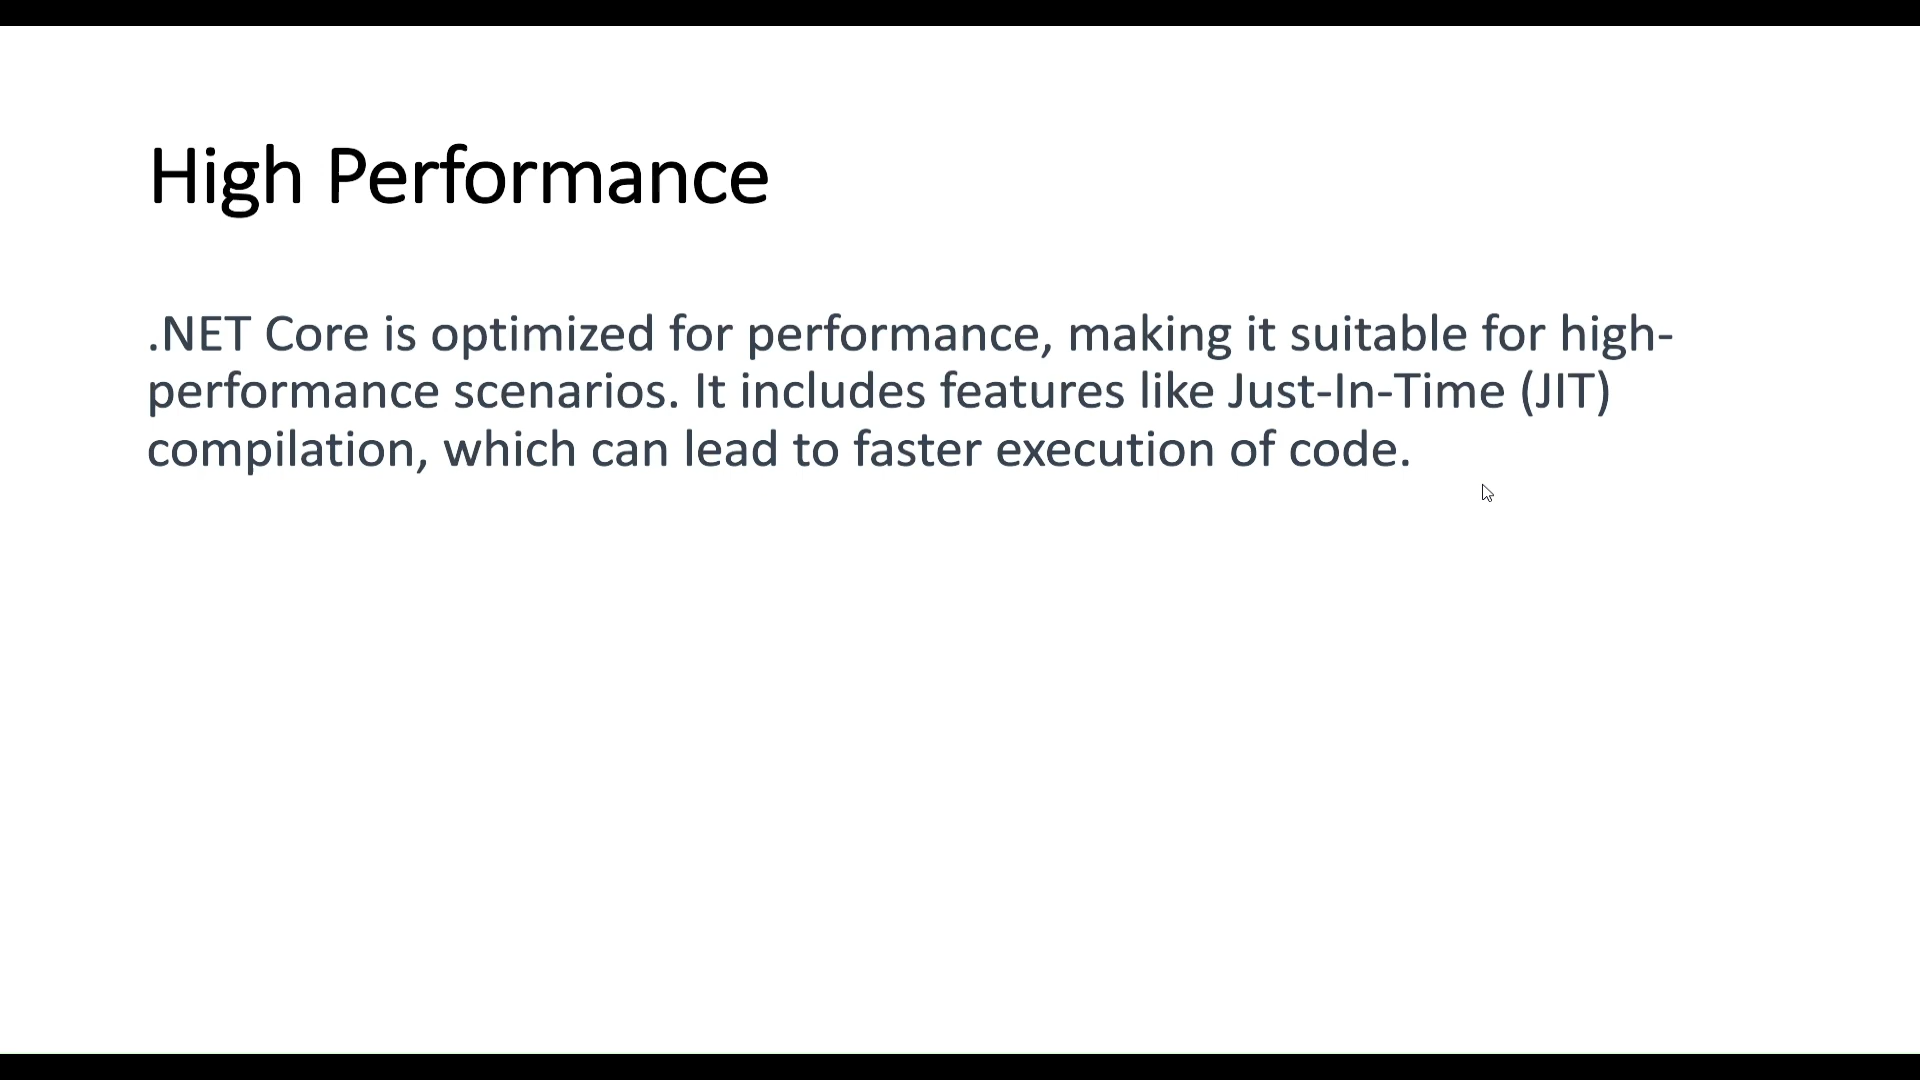 High Performance
.NET Core is optimized for performance, making it suitable for high-
performance scenarios. It includes features like Just-In-Time (JIT)
compilation, which can lead to faster execution of code.